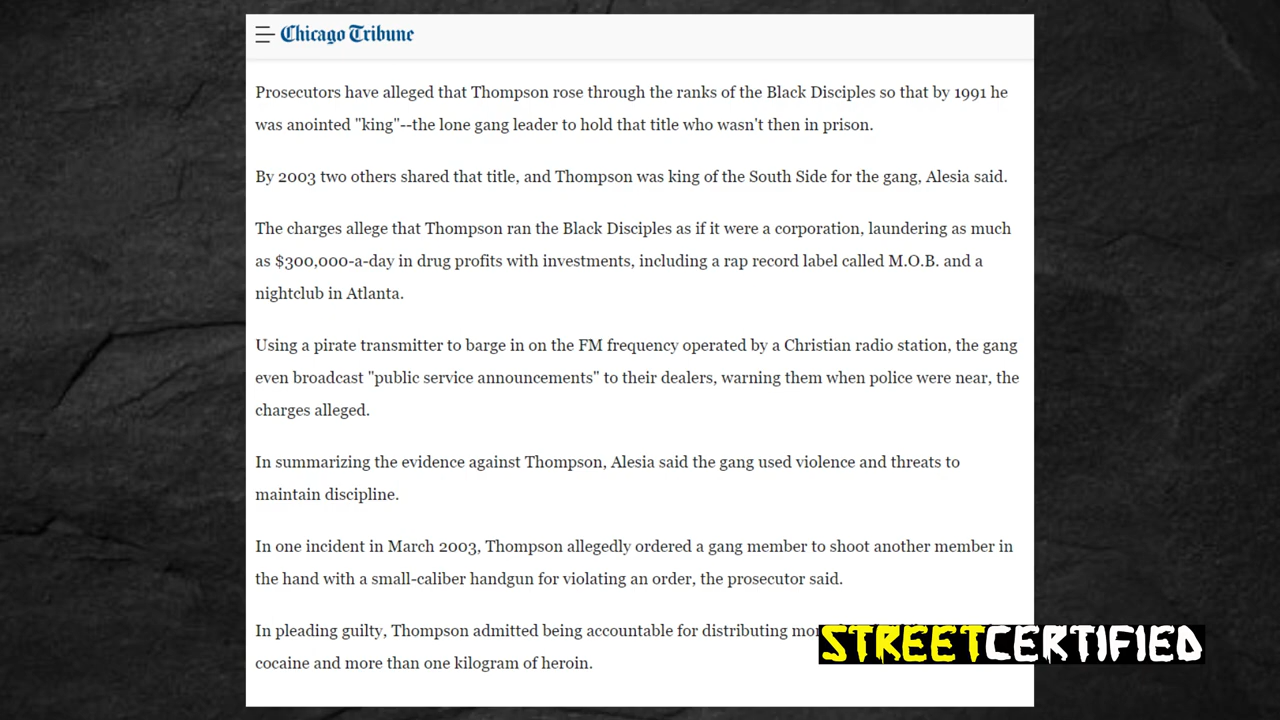 Chicago Tribune
Prosecutors have alleged that Thompson rose through the ranks of the Black Disciples so that by 1991 he
was anointed "king"--the lone gang leader to hold that title who wasn't then in prison.
By 2003 two others shared that title, and Thompson was king of the South Side for the gang, Alesia said.
The charges allege that Thompson ran the Black Disciples as if it were a corporation, laundering as much
as $300,000-a-day in drug profits with investments, including a rap record label called M.O.B. and a
nightclub in Atlanta.
Using a pirate transmitter to barge in on the FM frequency operated by a Christian radio station, the gang
even broadcast "public service announcements" to their dealers, warning them when police were near, the
charges alleged.
In summarizing the evidence against Thompson, Alesia said the gang used violence and threats to
maintain discipline.
In one incident in March 2003, Thompson allegedly ordered a gang member to shoot another member in
the hand with a small-caliber handgun for violating an order, the prosecutor said.
In pleading guilty, Thompson admitted being accountable for distributing
STREETCERTIFIED
cocaine and more than one kilogram of heroin.